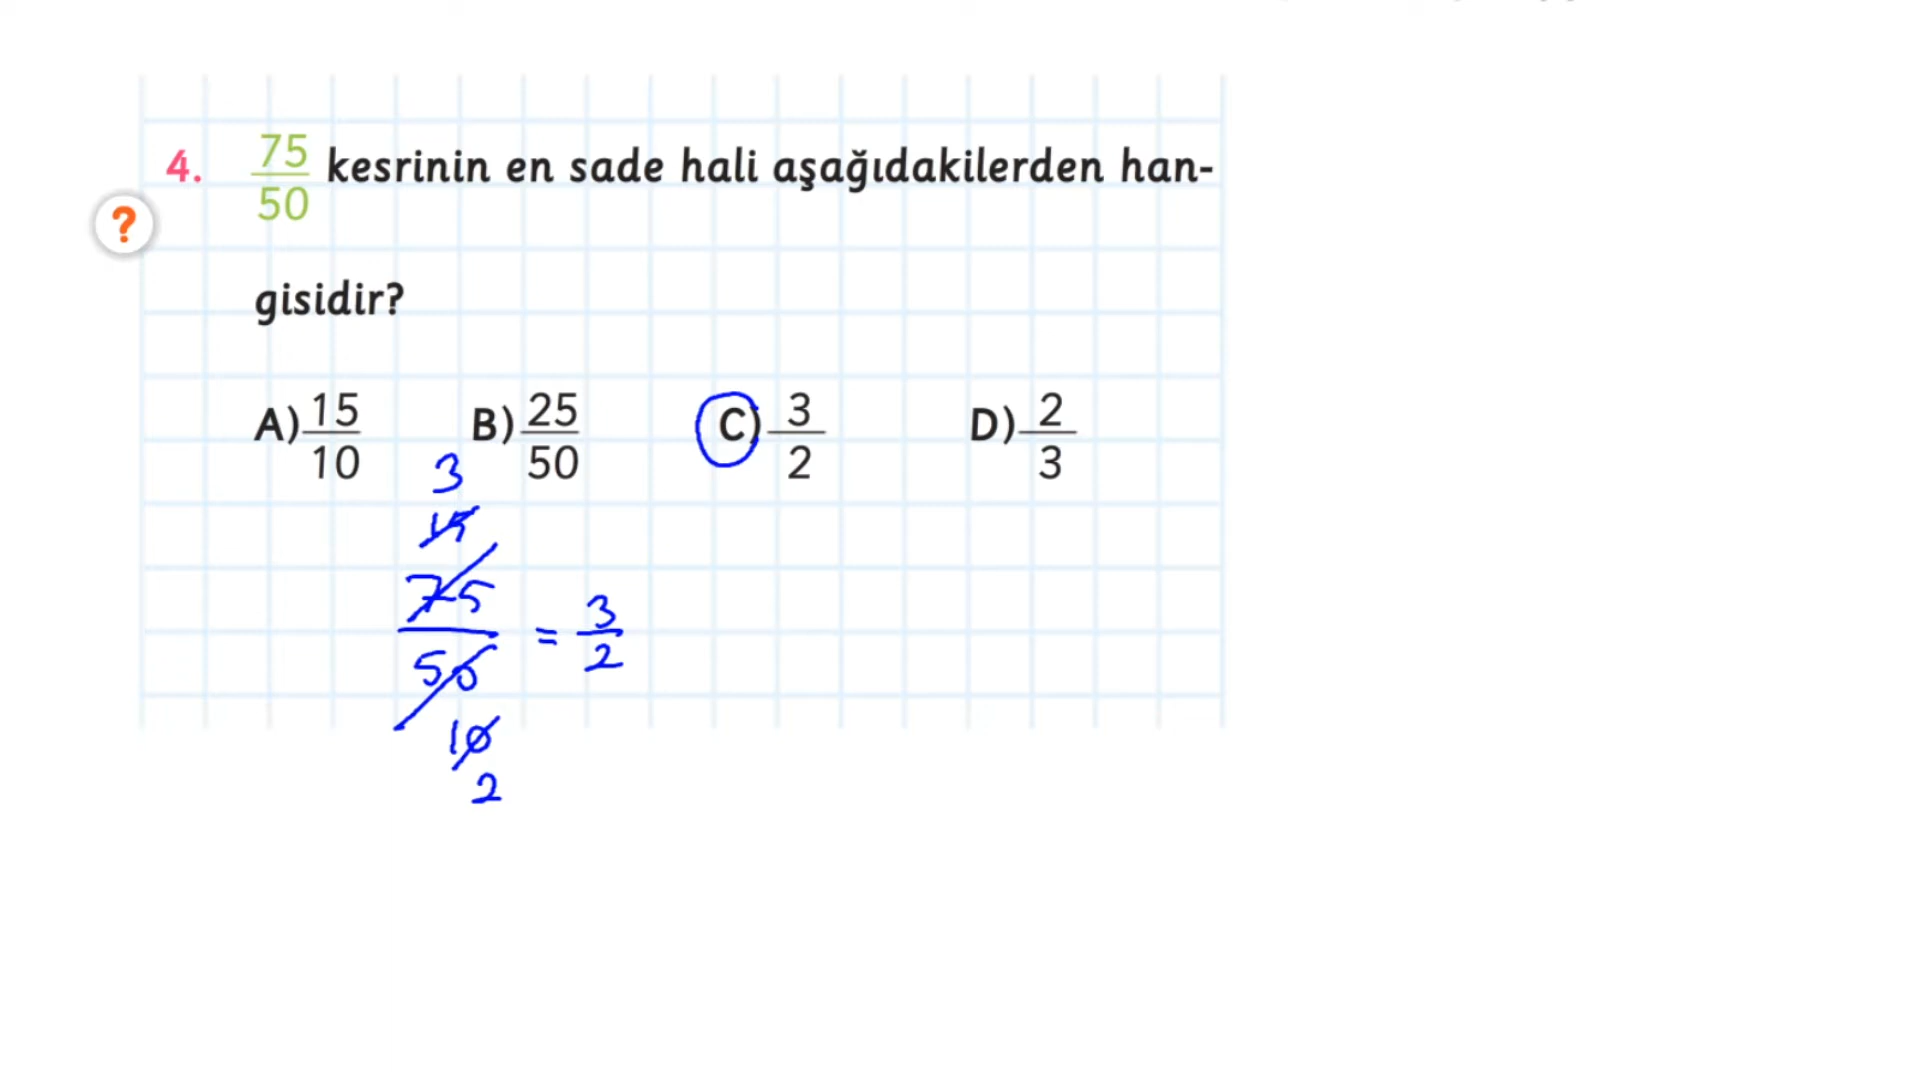 4. 75/50 kesrinin en sade hali aşağıdakilerden han-
?
gisidir?
A) 15/10 B) 25/50 C) 3/2 D) 2/3
3
15
75/50 = 3/2
10
2